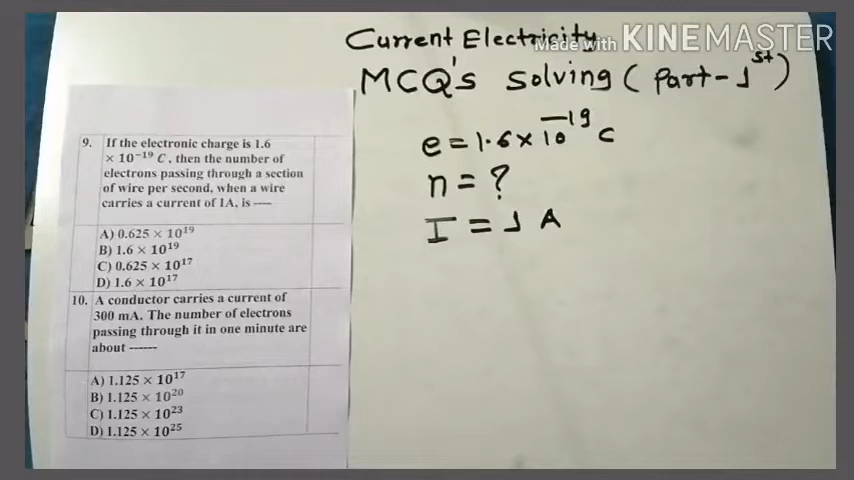 Current Electricity
Made with KINEMASTER
MCQ's Solving (Part-1st)
9. If the electronic charge is 1.6
× 10⁻¹⁹ C, then the number of
electrons passing through a section
of wire per second, when a wire
carries a current of 1A, is ----
A) 0.625 × 10¹⁹
B) 1.6 × 10¹⁹
C) 0.625 × 10¹⁷
D) 1.6 × 10¹⁷
10. A conductor carries a current of
300 mA. The number of electrons
passing through it in one minute are
about ------
A) 1.125 × 10¹⁷
B) 1.125 × 10²⁰
C) 1.125 × 10²³
D) 1.125 × 10²⁵
e = 1.6 × 10⁻¹⁹ C
n = ?
I = 1 A